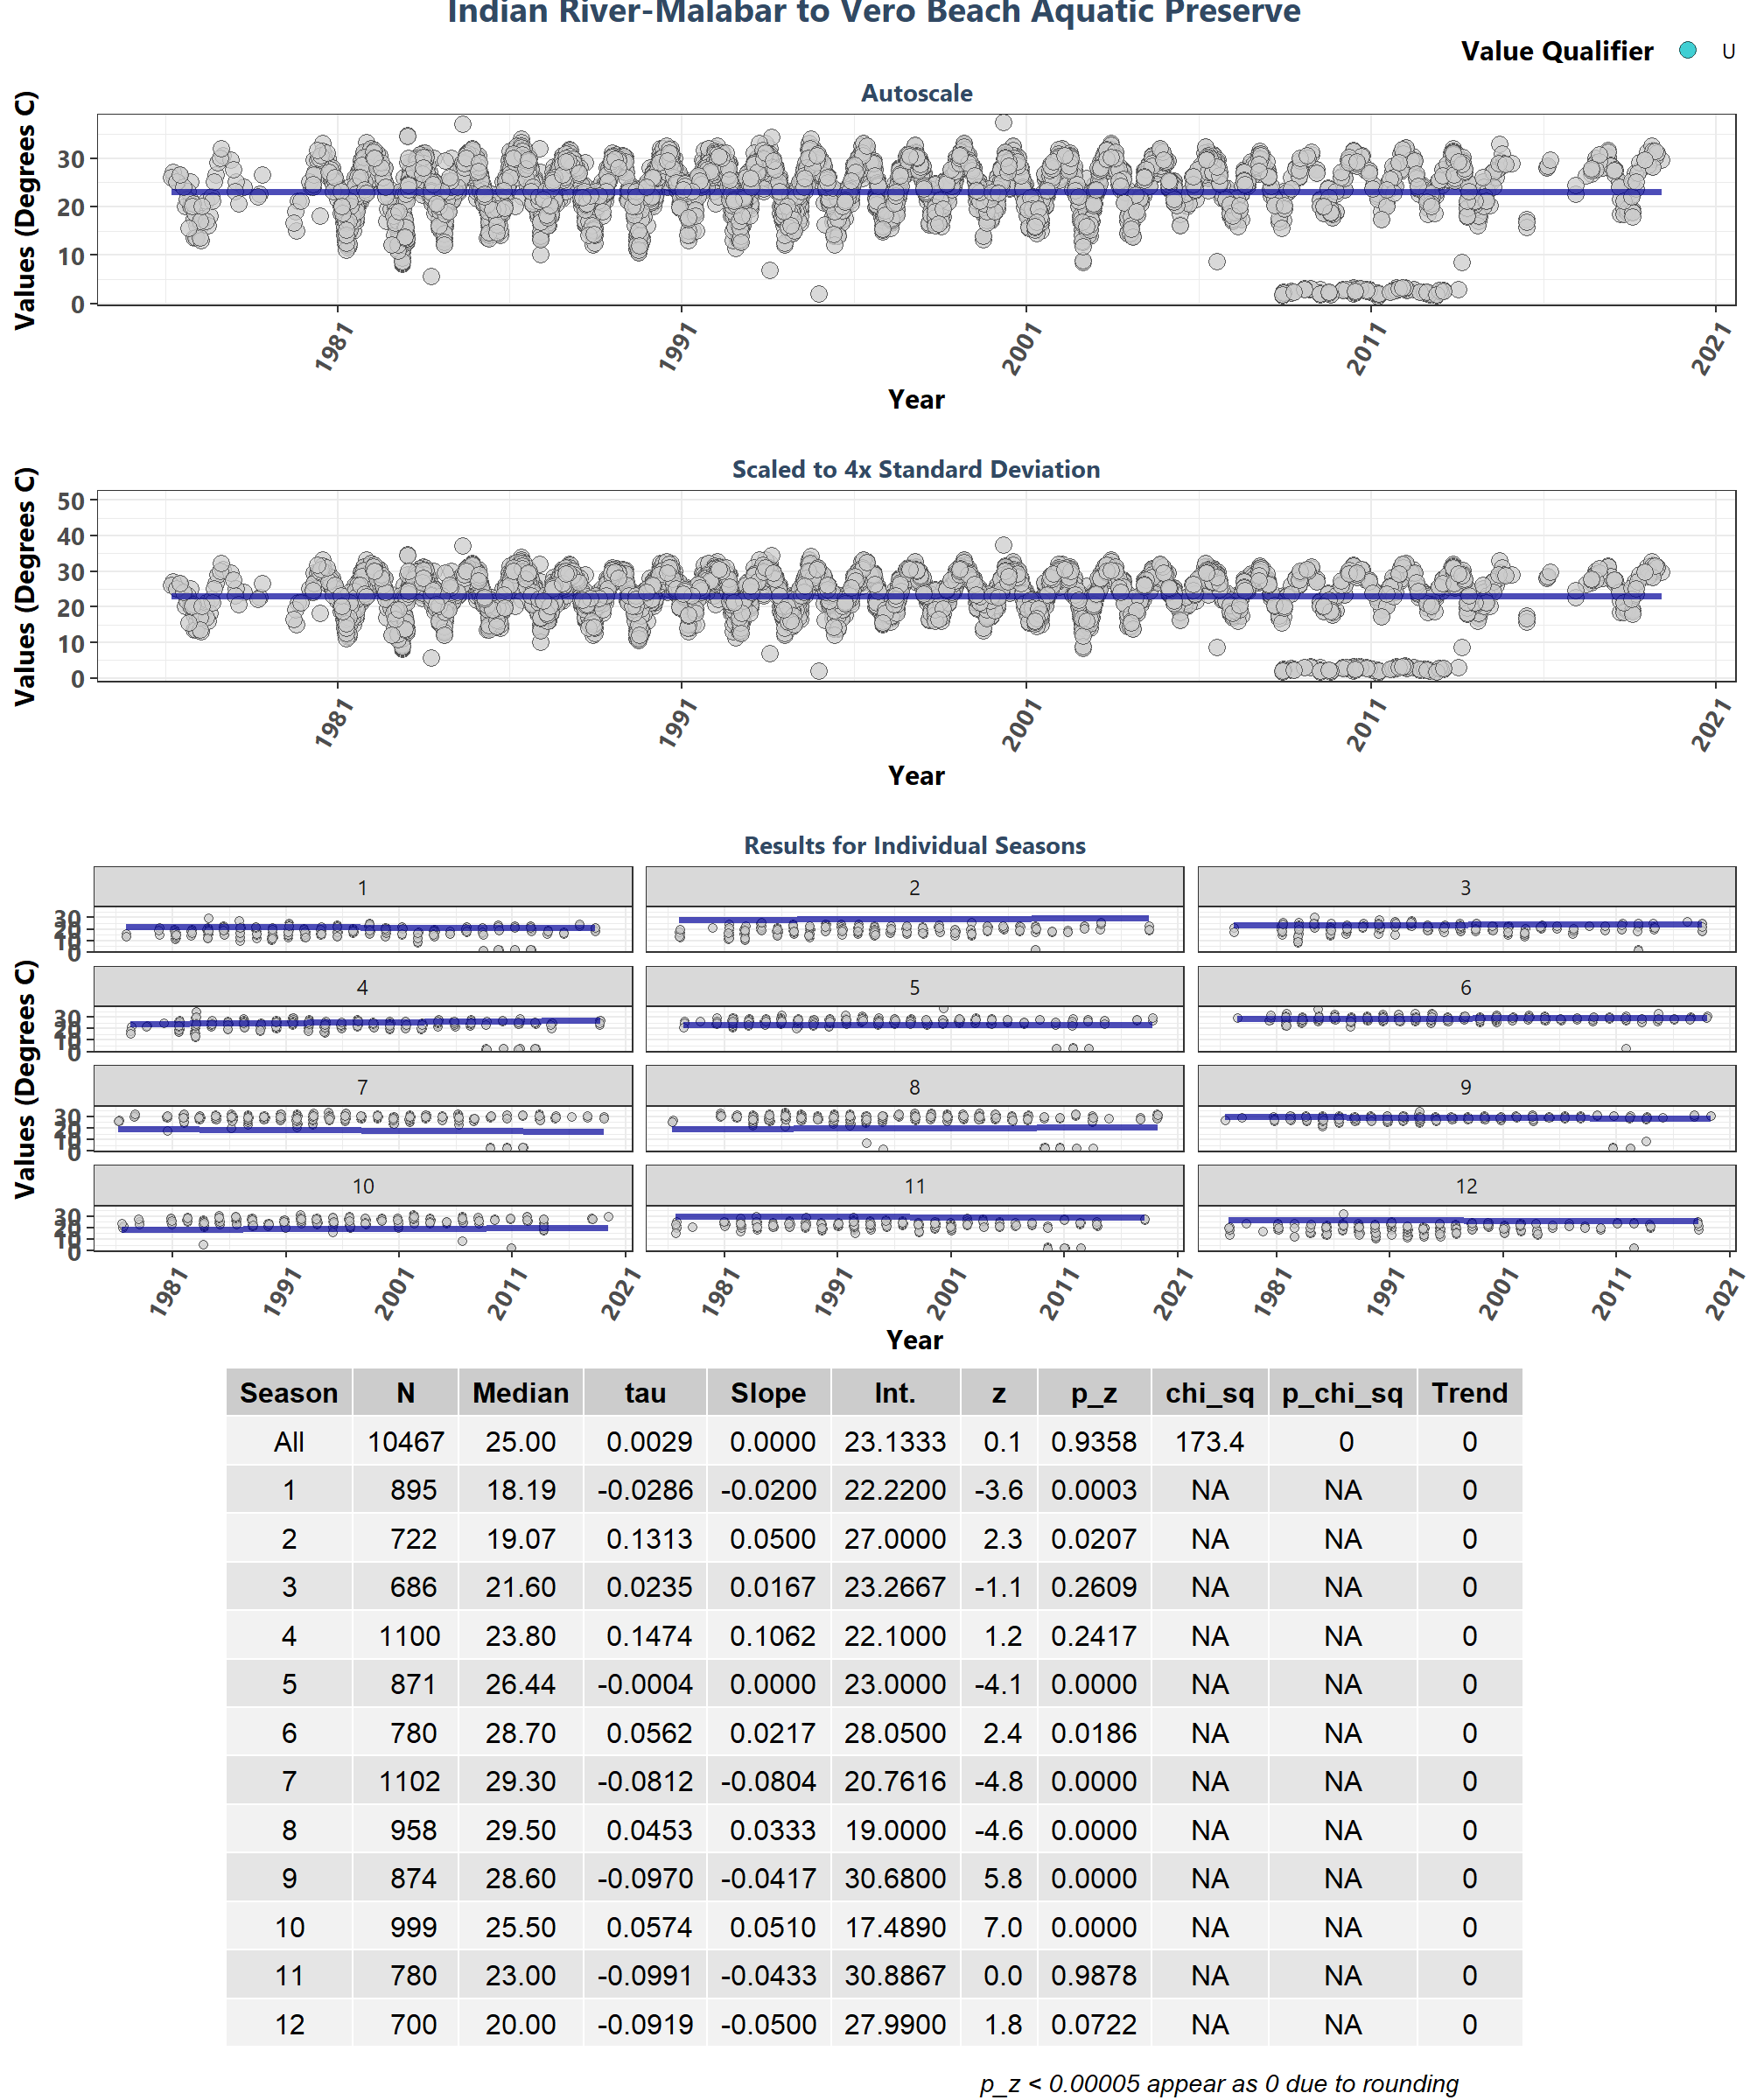 Indian River-Malabar to Vero Beach Aquatic Preserve
Value Qualifier U
Autoscale
Values (Degrees C)
30
20
10
0
1981 1991 2001 2011 2021
Year
Scaled to 4x Standard Deviation
Values (Degrees C)
50
40
30
20
10
0
1981 1991 2001 2011 2021
Year
Results for Individual Seasons
Values (Degrees C)
1 2 3
30
20
10
0
4 5 6
30
20
10
0
7 8 9
30
20
10
0
10 11 12
30
20
10
0
1981 1991 2001 2011 2021 1981 1991 2001 2011 2021 1981 1991 2001 2011 2021
Year
Season N Median tau Slope Int. z p_z chi_sq p_chi_sq Trend
All 10467 25.00 0.0029 0.0000 23.1333 0.1 0.9358 173.4 0 0
1 895 18.19 -0.0286 -0.0200 22.2200 -3.6 0.0003 NA NA 0
2 722 19.07 0.1313 0.0500 27.0000 2.3 0.0207 NA NA 0
3 686 21.60 0.0235 0.0167 23.2667 -1.1 0.2609 NA NA 0
4 1100 23.80 0.1474 0.1062 22.1000 1.2 0.2417 NA NA 0
5 871 26.44 -0.0004 0.0000 23.0000 -4.1 0.0000 NA NA 0
6 780 28.70 0.0562 0.0217 28.0500 2.4 0.0186 NA NA 0
7 1102 29.30 -0.0812 -0.0804 20.7616 -4.8 0.0000 NA NA 0
8 958 29.50 0.0453 0.0333 19.0000 -4.6 0.0000 NA NA 0
9 874 28.60 -0.0970 -0.0417 30.6800 5.8 0.0000 NA NA 0
10 999 25.50 0.0574 0.0510 17.4890 7.0 0.0000 NA NA 0
11 780 23.00 -0.0991 -0.0433 30.8867 0.0 0.9878 NA NA 0
12 700 20.00 -0.0919 -0.0500 27.9900 1.8 0.0722 NA NA 0
p_z < 0.00005 appear as 0 due to rounding